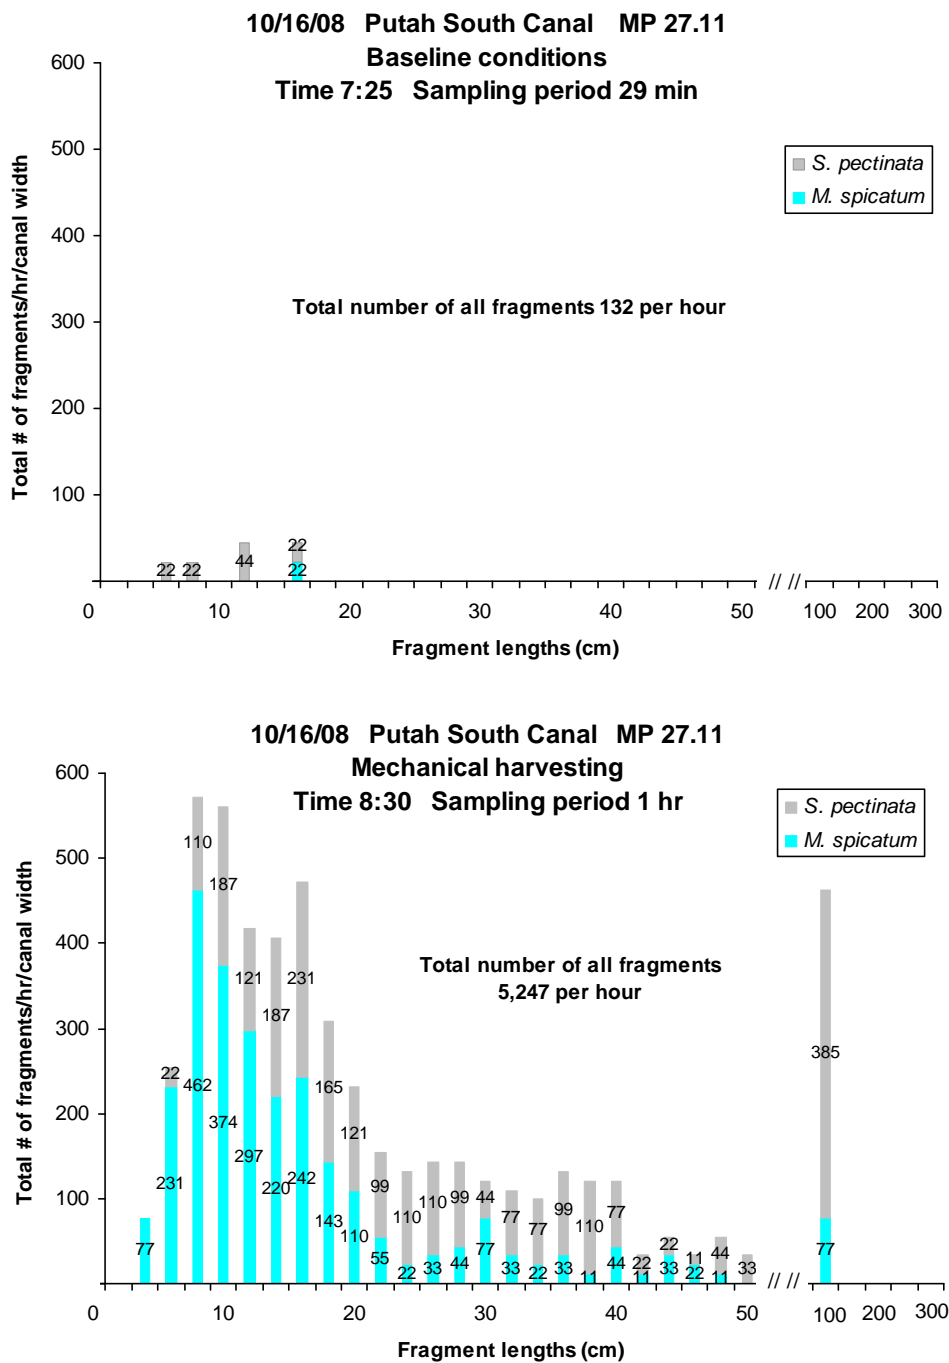 10/16/08 Putah South Canal MP 27.11
Baseline conditions
Time 7:25 Sampling period 29 min
600
500
400
300
200
100
Total # of fragments/hr/canal width
S. pectinata
M. spicatum
Total number of all fragments 132 per hour
22 22 44 22
22
// //
0 10 20 30 40 50 100 200 300
Fragment lengths (cm)
10/16/08 Putah South Canal MP 27.11
Mechanical harvesting
Time 8:30 Sampling period 1 hr
600
500
400
300
200
100
Total # of fragments/hr/canal width
S. pectinata
M. spicatum
Total number of all fragments
5,247 per hour
22 110 187 121 187 231 165 121 99 110 110 99 44 77 77 99 110 77 22 22 11 44 33 385
77 231 462 374 297 220 242 143 110 55 22 33 44 77 33 22 33 11 44 11 33 22 11 77
// //
0 10 20 30 40 50 100 200 300
Fragment lengths (cm)